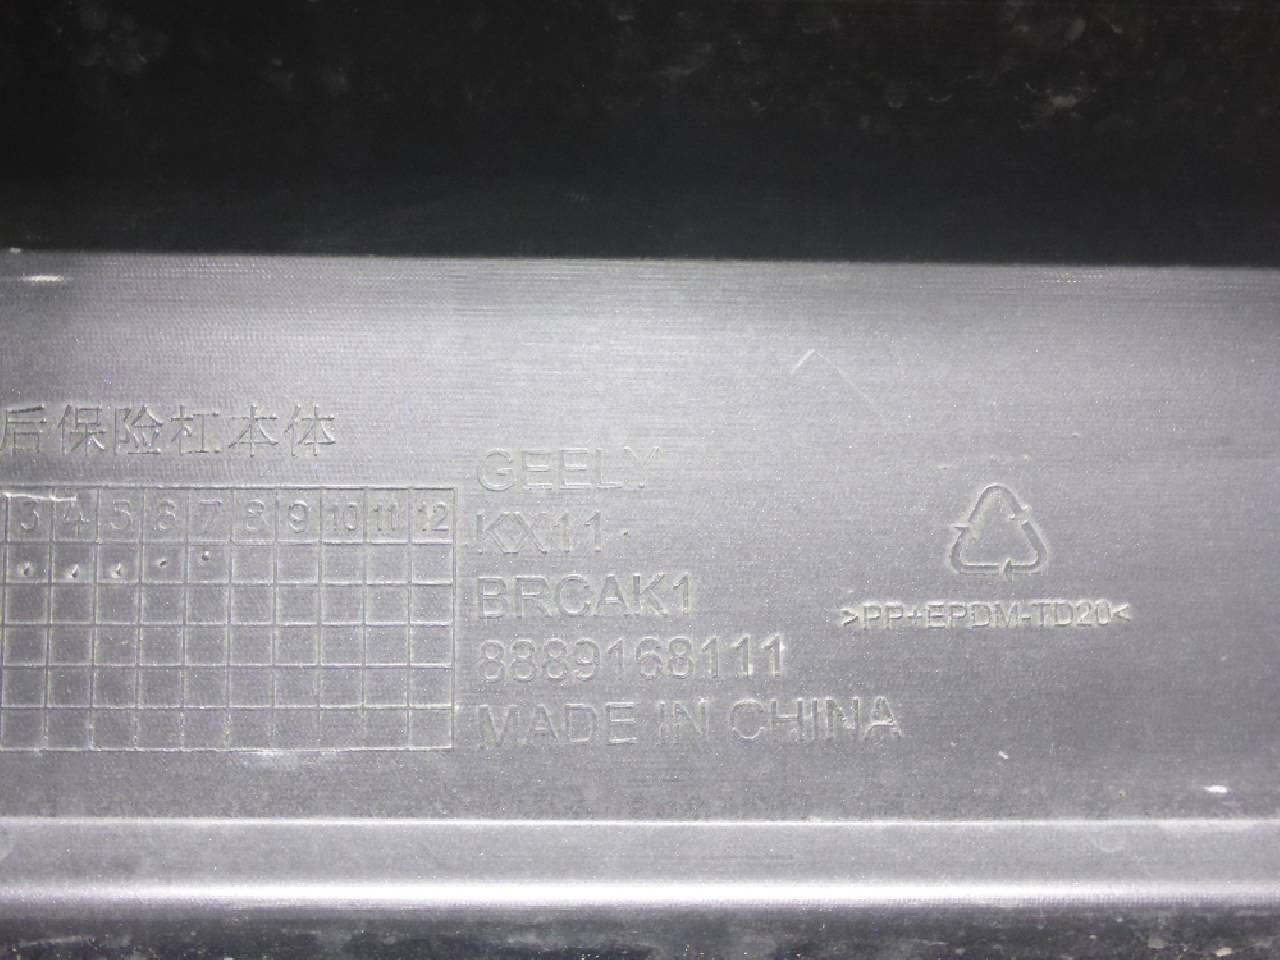 后保险杠本体
3 4 5 6 7 8 9 10 11 12
GEELY
KX11
BRCAK1
8889168111
MADE IN CHINA
>PP+EPDM-TD20<